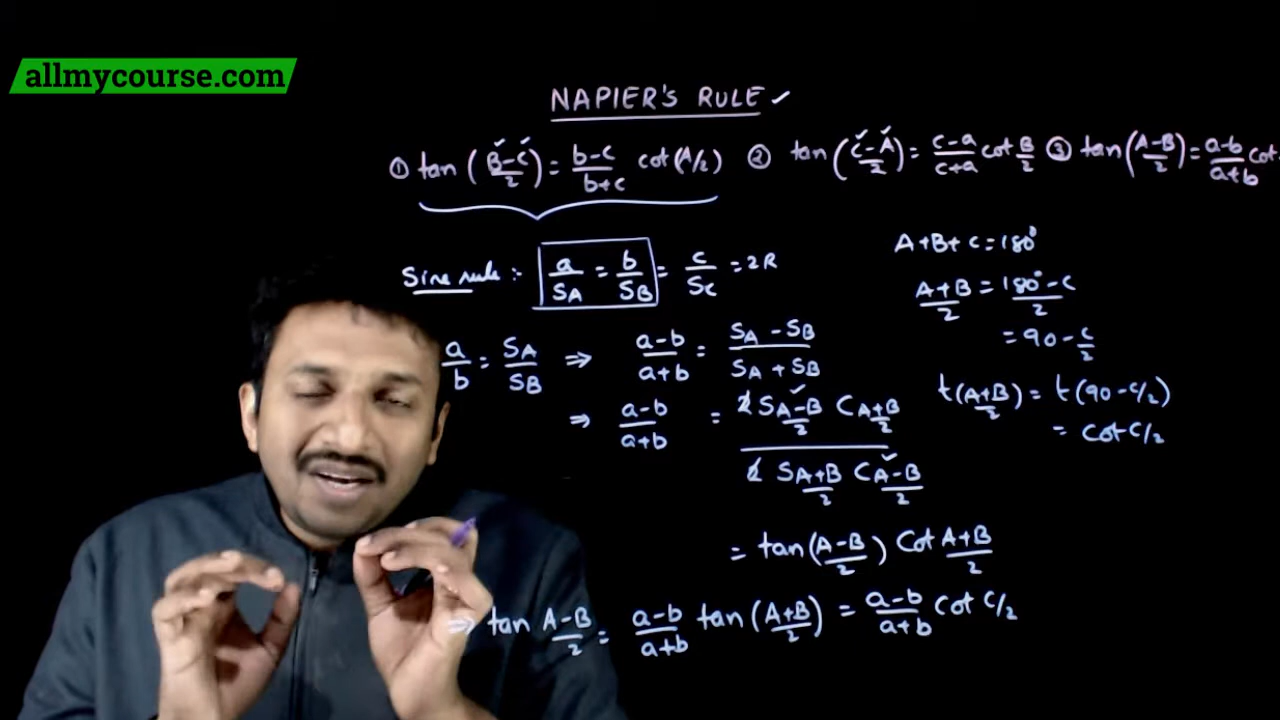 allmycourse.com
NAPIER'S RULE ✓
① tan (B-C/2) = b-c/b+c cot (A/2) ② tan (C-A/2) = c-a/c+a cot B/2 ③ tan (A-B/2) = a-b/a+b cot
A+B+C = 180°
Sine rule :- a/SA = b/SB = c/Sc = 2R
A+B/2 = 180°-C/2
= 90 - C/2
a/b = SA/SB ⇒ a-b/a+b = SA - SB/SA + SB
t(A+B/2) = t(90 - C/2)
= cot C/2
⇒ a-b/a+b = 2 S A-B/2 C A+B/2 / 2 S A+B/2 C A-B/2
= tan (A-B/2) Cot A+B/2
⇒ tan A-B/2 = a-b/a+b tan (A+B/2) = a-b/a+b cot C/2